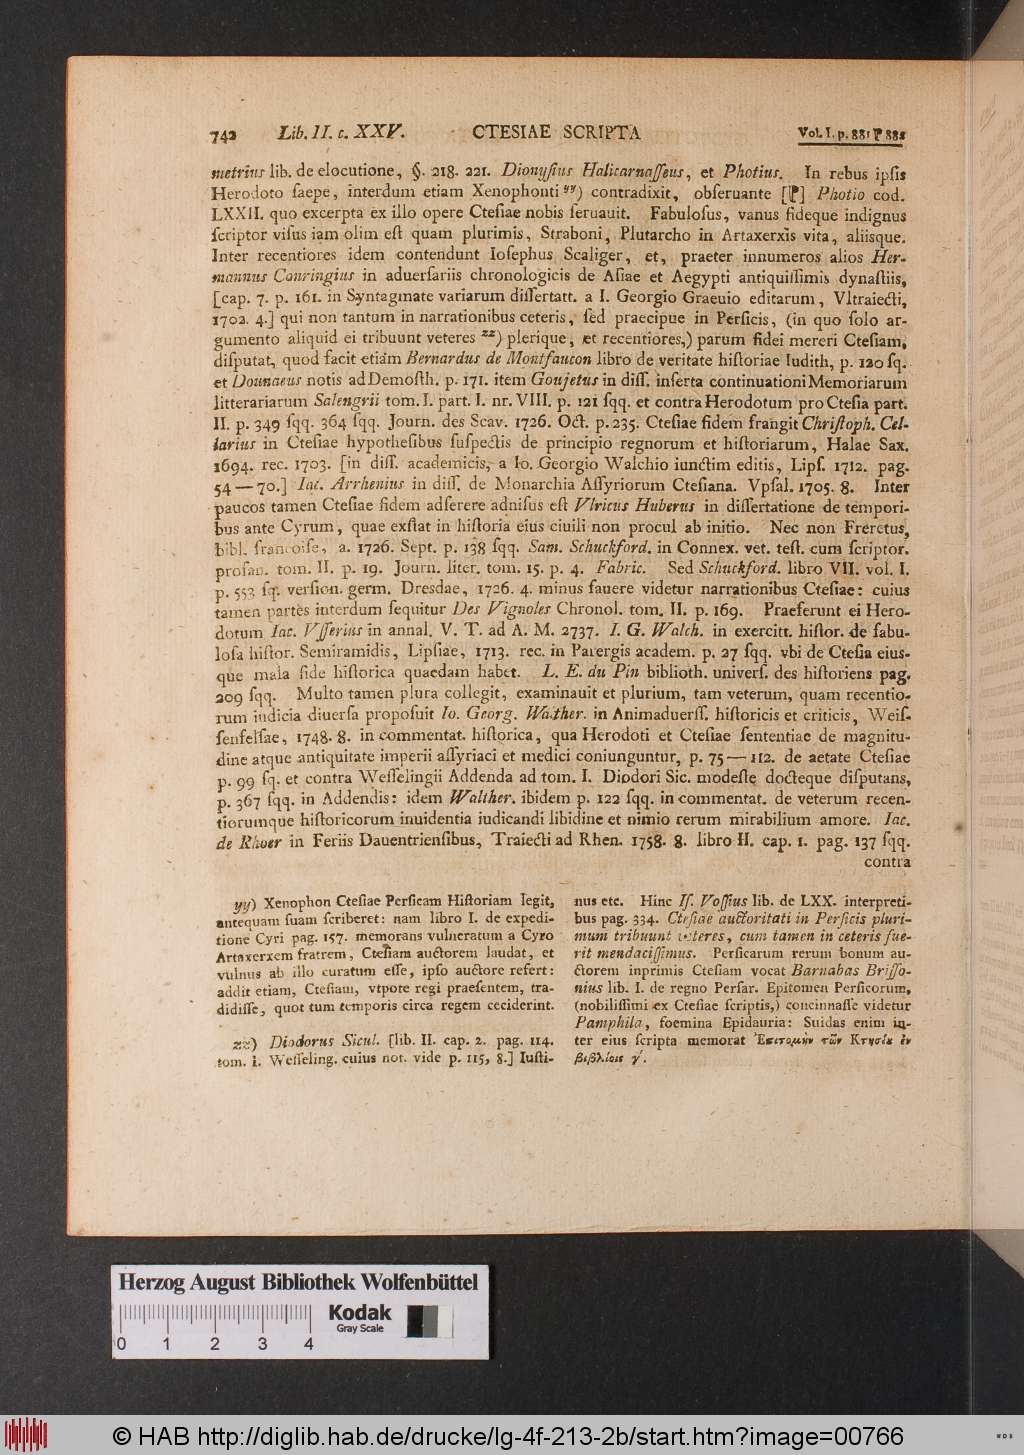 742 Lib. II. c. XXV. CTESIAE SCRIPTA Vol. I. p. 881 ⁋ 882
metrius lib. de elocutione, §. 218. 221. Dionyſius Halicarnaſſeus, et Photius. In rebus ipſis
Herodoto ſaepe, interdum etiam Xenophonti yy) contradixit, obſeruante [⁋] Photio cod.
LXXII. quo excerpta ex illo opere Cteſiae nobis ſeruauit. Fabuloſus, vanus fideque indignus
ſcriptor viſus iam olim eſt quam plurimis, Straboni, Plutarcho in Artaxerxis vita, aliisque.
Inter recentiores idem contendunt Ioſephus Scaliger, et, praeter innumeros alios Her-
mannus Conringius in aduerſariis chronologicis de Aſiae et Aegypti antiquiſſimis dynaſtiis,
[cap. 7. p. 161. in Syntagmate variarum diſſertatt. a I. Georgio Graeuio editarum, Vltraiecti,
1702. 4.] qui non tantum in narrationibus ceteris, ſed praecipue in Perſicis, (in quo ſolo ar-
gumento aliquid ei tribuunt veteres zz) plerique, et recentiores,) parum fidei mereri Cteſiam,
diſputat, quod facit etiam Bernardus de Montfaucon libro de veritate hiſtoriae Iudith, p. 120 ſq.
et Dounaeus notis ad Demoſth. p. 171. item Goujetus in diſſ. inſerta continuationi Memoriarum
litterariarum Salengrii tom. I. part. I. nr. VIII. p. 121 ſqq. et contra Herodotum pro Cteſia part.
II. p. 349 ſqq. 364 ſqq. Journ. des Scav. 1726. Oct. p. 235. Cteſiae fidem frangit Chriſtoph. Cel-
larius in Cteſiae hypotheſibus ſuſpectis de principio regnorum et hiſtoriarum, Halae Sax.
1694. rec. 1703. [in diſſ. academicis, a Io. Georgio Walchio iunctim editis, Lipſ. 1712. pag.
54 — 70.] Iac. Arrhenius in diſſ. de Monarchia Aſſyriorum Cteſiana. Vpſal. 1705. 8. Inter
paucos tamen Cteſiae fidem adſerere adniſus eſt Vlricus Huberus in diſſertatione de tempori-
bus ante Cyrum, quae exſtat in hiſtoria eius ciuili non procul ab initio. Nec non Freretus,
bibl. francoiſe, a. 1726. Sept. p. 138 ſqq. Sam. Schuckford. in Connex. vet. teſt. cum ſcriptor.
profan. tom. II. p. 19. Journ. liter. tom. 15. p. 4. Fabric. Sed Schuckford. libro VII. vol. I.
p. 553 ſq. verſion. germ. Dresdae, 1726. 4. minus fauere videtur narrationibus Cteſiae: cuius
tamen partes interdum ſequitur Des Vignoles Chronol. tom. II. p. 169. Praeferunt ei Hero-
dotum Iac. Vſſerius in annal. V. T. ad A. M. 2737. I. G. Walch. in exercitt. hiſtor. de fabu-
loſa hiſtor. Semiramidis, Lipſiae, 1713. rec. in Parergis academ. p. 27 ſqq. vbi de Cteſia eius-
que mala fide hiſtorica quaedam habet. L. E. du Pin biblioth. univerſ. des hiſtoriens pag.
209 ſqq. Multo tamen plura collegit, examinauit et plurium, tam veterum, quam recentio-
rum iudicia diuerſa propoſuit Io. Georg. Walther. in Animaduerſſ. hiſtoricis et criticis, Weiſ-
ſenfelſae, 1748. 8. in commentat. hiſtorica, qua Herodoti et Cteſiae ſententiae de magnitu-
dine atque antiquitate imperii aſſyriaci et medici coniunguntur, p. 75 — 112. de aetate Cteſiae
p. 99 ſq. et contra Weſſelingii Addenda ad tom. I. Diodori Sic. modeſte docteque diſputans,
p. 367 ſqq. in Addendis: idem Walther. ibidem p. 122 ſqq. in commentat. de veterum recen-
tiorumque hiſtoricorum inuidentia iudicandi libidine et nimio rerum mirabilium amore. Iac.
de Rhoer in Feriis Dauentrienſibus, Traiecti ad Rhen. 1758. 8. libro II. cap. 1. pag. 137 ſqq.
contra
yy) Xenophon Cteſiae Perſicam Hiſtoriam legit,
antequam ſuam ſcriberet: nam libro I. de expedi-
tione Cyri pag. 157. memorans vulneratum a Cyro
Artaxerxem fratrem, Cteſiam auctorem laudat, et
vulnus ab illo curatum eſſe, ipſo auctore refert:
addit etiam, Cteſiam, vtpote regi praeſentem, tra-
didiſſe, quot tum temporis circa regem ceciderint.
zz) Diodorus Sicul. [lib. II. cap. 2. pag. 114.
tom. I. Weſſeling. cuius not. vide p. 115, 8.] Iuſti-
nus etc. Hinc Iſ. Voſſius lib. de LXX. interpreti-
bus pag. 334. Cteſiae auctoritati in Perſicis pluri-
mum tribuunt veteres, cum tamen in ceteris fue-
rit mendaciſſimus. Perſicarum rerum bonum au-
ctorem inprimis Cteſiam vocat Barnabas Briſſo-
nius lib. I. de regno Perſar. Epitomen Perſicorum,
(nobiliſſimi ex Cteſiae ſcriptis,) concinnaſſe videtur
Pamphila, foemina Epidauria: Suidas enim in-
ter eius ſcripta memorat Ἐπιτομὴν τῶν Κτησίου ἐν
βιβλίοις γʹ.
Herzog August Bibliothek Wolfenbüttel
Kodak
Gray Scale
0 1 2 3 4
© HAB http://diglib.hab.de/drucke/lg-4f-213-2b/start.htm?image=00766